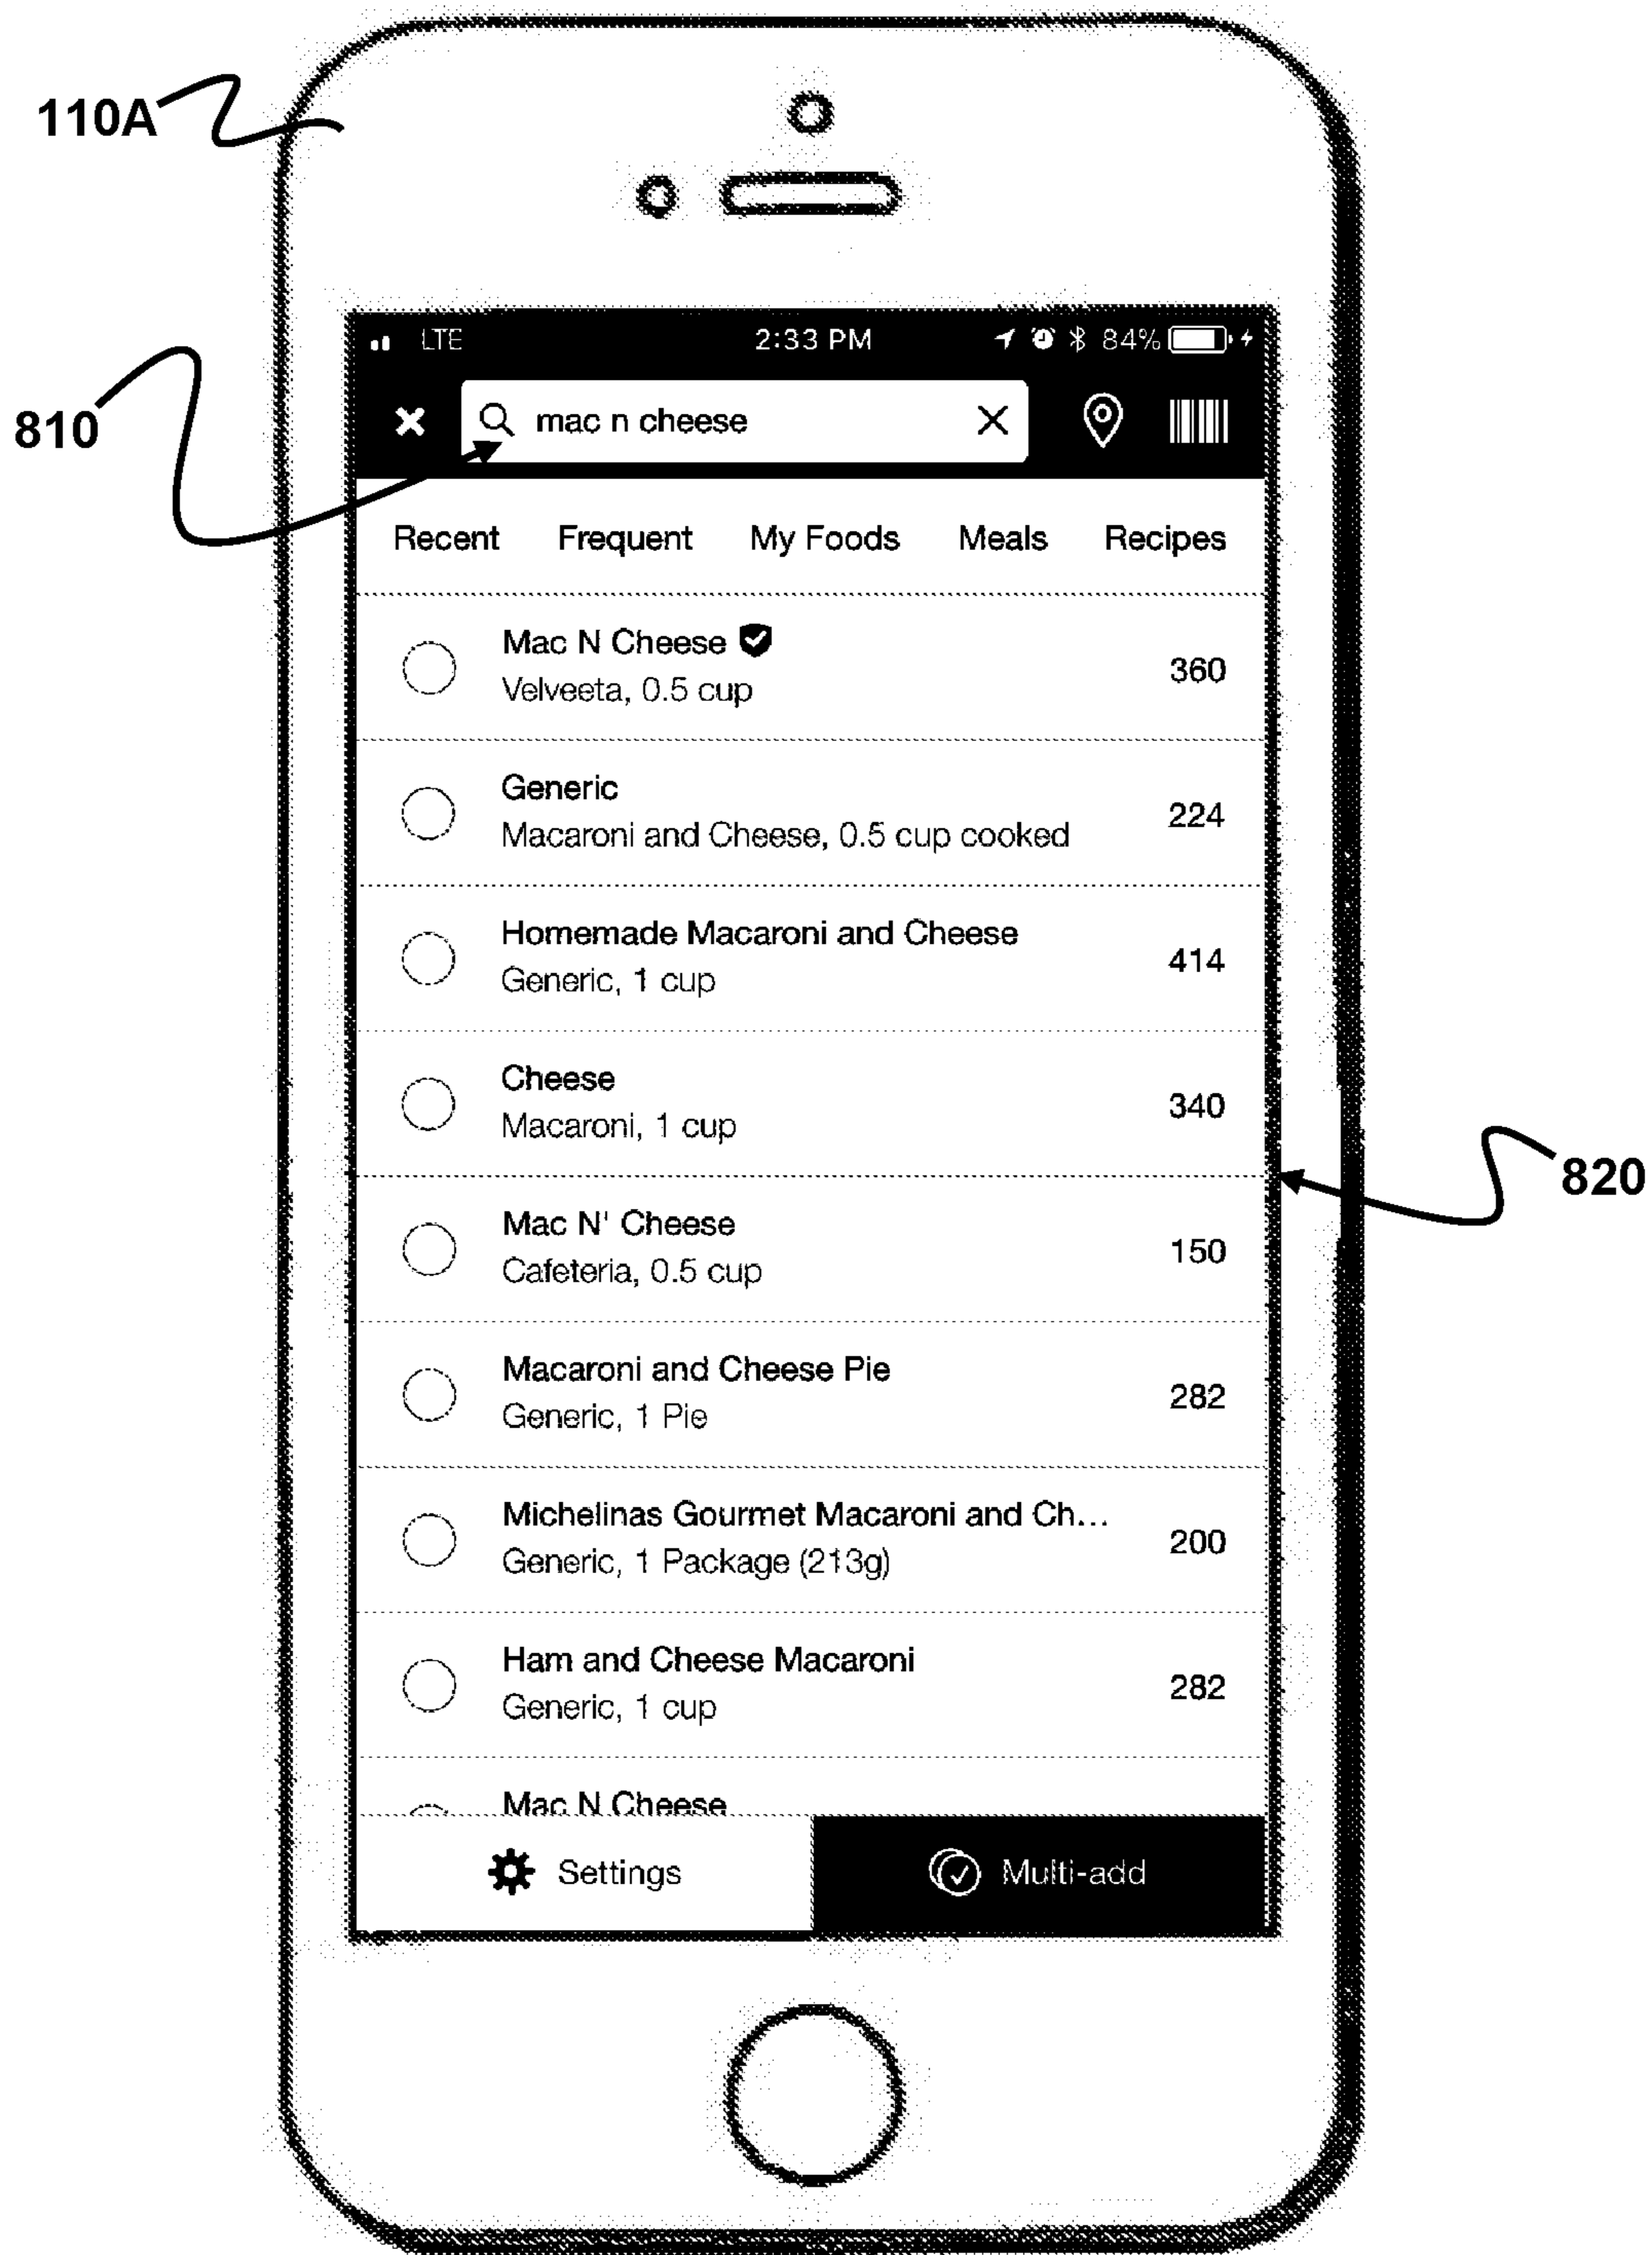 110A
LTE 2:33 PM 84%
810
mac n cheese
Recent Frequent My Foods Meals Recipes
Mac N Cheese
Velveeta, 0.5 cup
360
Generic
Macaroni and Cheese, 0.5 cup cooked
224
Homemade Macaroni and Cheese
Generic, 1 cup
414
Cheese
Macaroni, 1 cup
340
820
Mac N' Cheese
Cafeteria, 0.5 cup
150
Macaroni and Cheese Pie
Generic, 1 Pie
282
Michelinas Gourmet Macaroni and Ch...
Generic, 1 Package (213g)
200
Ham and Cheese Macaroni
Generic, 1 cup
282
Mac N Cheese
Settings Multi-add